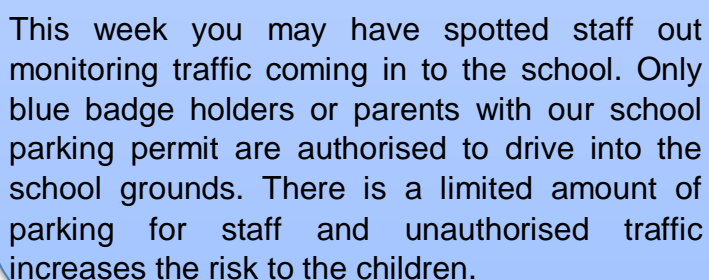 This week you may have spotted staff out
monitoring traffic coming in to the school. Only
blue badge holders or parents with our school
parking permit are authorised to drive into the
school grounds. There is a limited amount of
parking for staff and unauthorised traffic
increases the risk to the children.